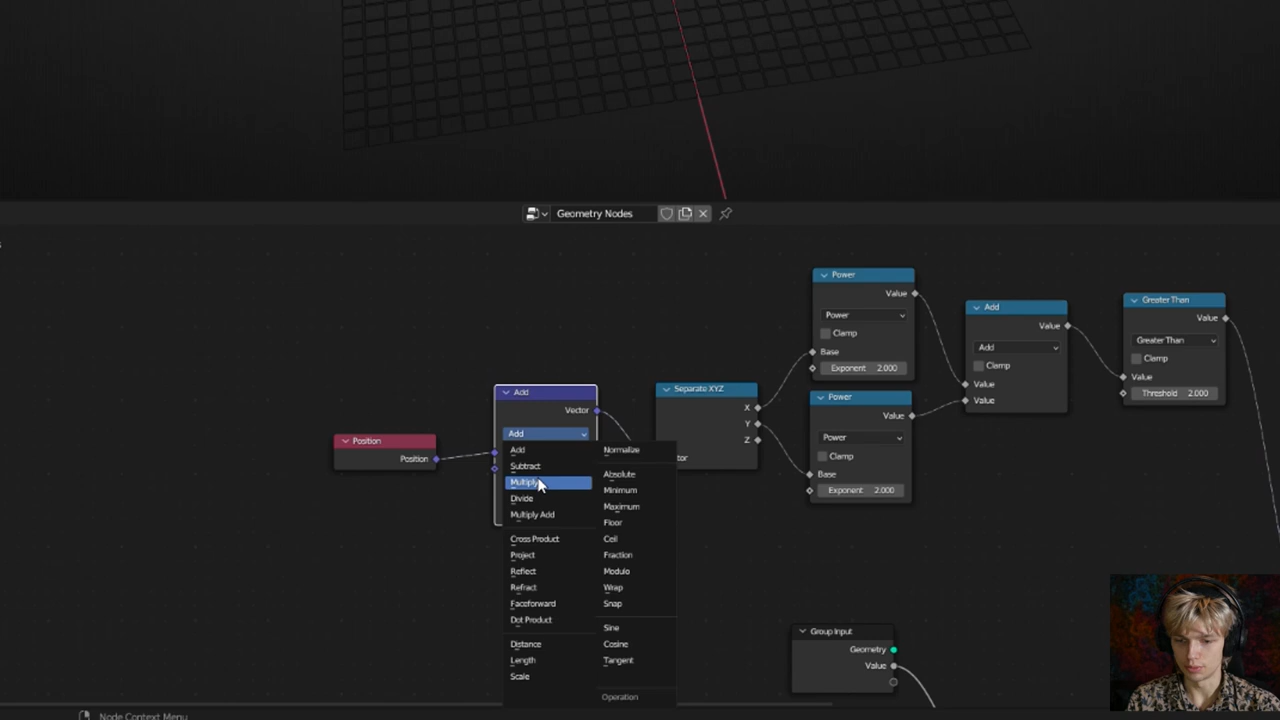 Geometry Nodes
Power
Value
Power
Clamp
Base
Exponent 2.000
Add
Value
Add
Clamp
Value
Value
Greater Than
Value
Greater Than
Clamp
Value
Threshold 2.000
Power
Value
Power
Clamp
Base
Exponent 2.000
Separate XYZ
X
Y
Z
tor
Position
Position
Add
Vector
Add
Add
Subtract
Multiply
Divide
Multiply Add
Cross Product
Project
Reflect
Refract
Faceforward
Dot Product
Distance
Length
Scale
Normalize
Absolute
Minimum
Maximum
Floor
Ceil
Fraction
Modulo
Wrap
Snap
Sine
Cosine
Tangent
Operation
Group Input
Geometry
Value
Node Context Menu